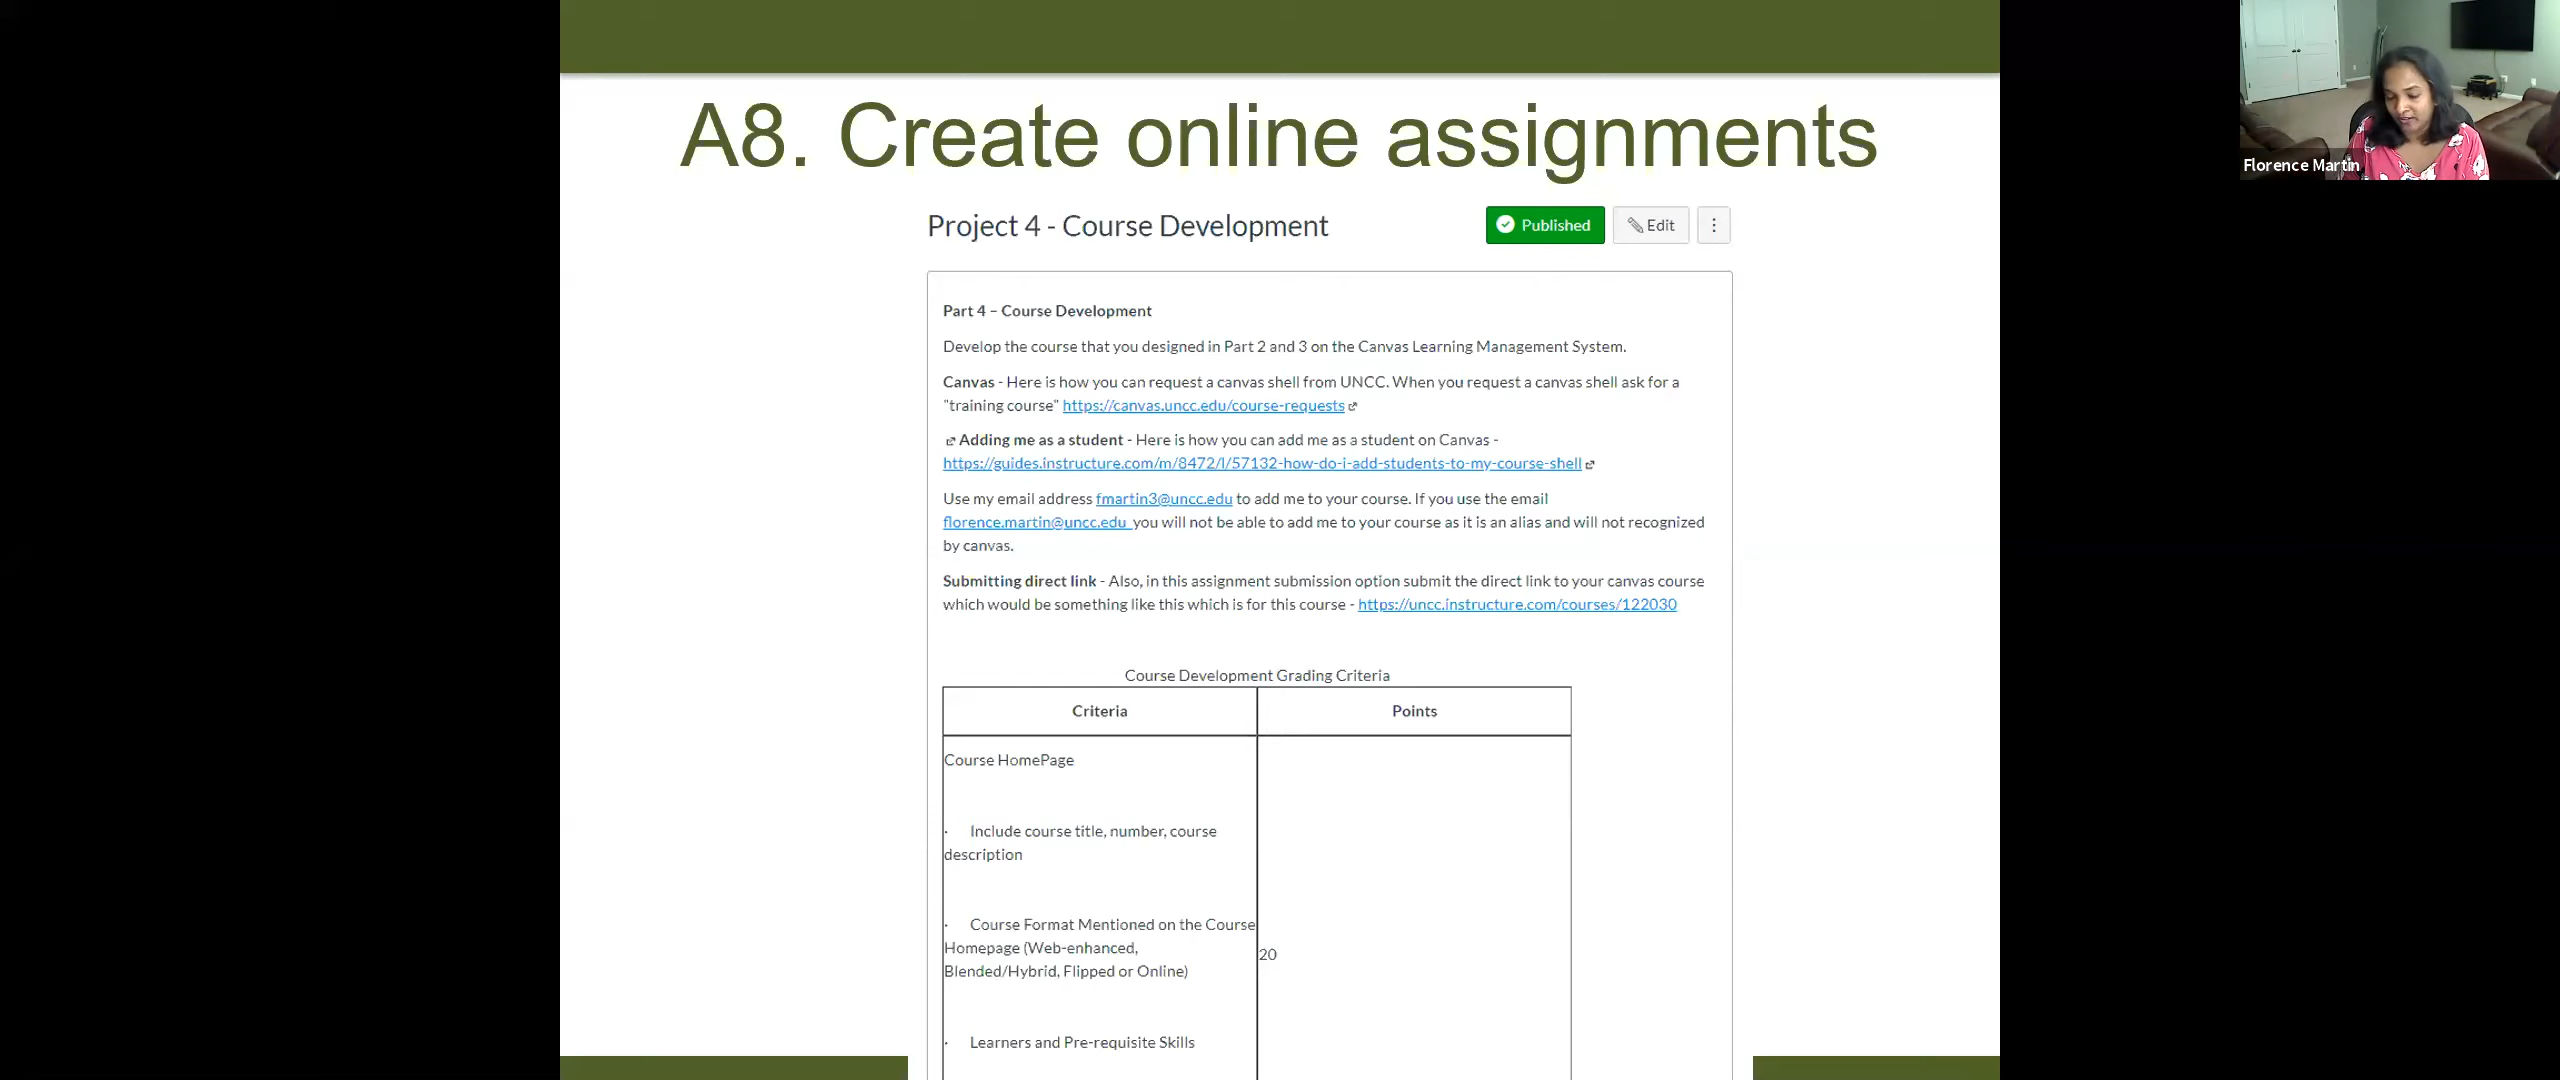 A8. Create online assignments
Florence Martin
Project 4 - Course Development
Published
Edit
Part 4 – Course Development
Develop the course that you designed in Part 2 and 3 on the Canvas Learning Management System.
Canvas - Here is how you can request a canvas shell from UNCC. When you request a canvas shell ask for a
"training course" https://canvas.uncc.edu/course-requests
Adding me as a student - Here is how you can add me as a student on Canvas -
https://guides.instructure.com/m/8472/l/57132-how-do-i-add-students-to-my-course-shell
Use my email address fmartin3@uncc.edu to add me to your course. If you use the email
florence.martin@uncc.edu you will not be able to add me to your course as it is an alias and will not recognized
by canvas.
Submitting direct link - Also, in this assignment submission option submit the direct link to your canvas course
which would be something like this which is for this course - https://uncc.instructure.com/courses/122030
Course Development Grading Criteria
Criteria
Points
Course HomePage
· Include course title, number, course
description
· Course Format Mentioned on the Course
Homepage (Web-enhanced,
Blended/Hybrid, Flipped or Online)
20
· Learners and Pre-requisite Skills